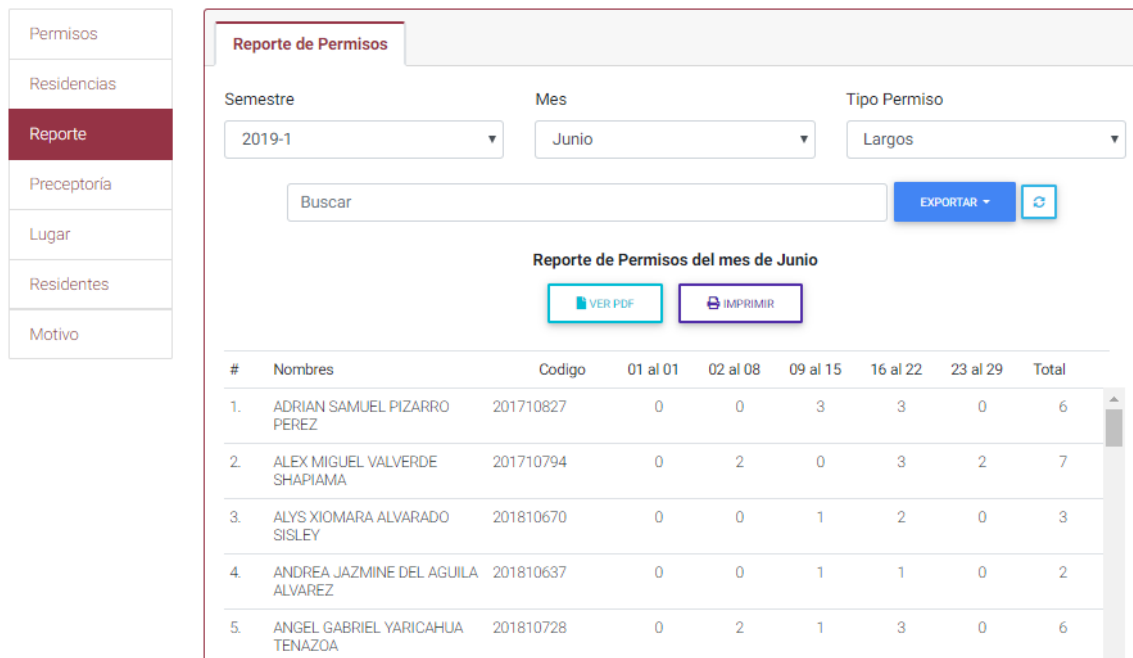 Permisos
Residencias
Reporte
Preceptoría
Lugar
Residentes
Motivo
Reporte de Permisos
Semestre Mes Tipo Permiso
2019-1 Junio Largos
Buscar EXPORTAR
Reporte de Permisos del mes de Junio
VER PDF IMPRIMIR
# Nombres Codigo 01 al 01 02 al 08 09 al 15 16 al 22 23 al 29 Total
1. ADRIAN SAMUEL PIZARRO 201710827 0 0 3 3 0 6
PEREZ
2. ALEX MIGUEL VALVERDE 201710794 0 2 0 3 2 7
SHAPIAMA
3. ALYS XIOMARA ALVARADO 201810670 0 0 1 2 0 3
SISLEY
4. ANDREA JAZMINE DEL AGUILA 201810637 0 0 1 1 0 2
ALVAREZ
5. ANGEL GABRIEL YARICAHUA 201810728 0 2 1 3 0 6
TENAZOA